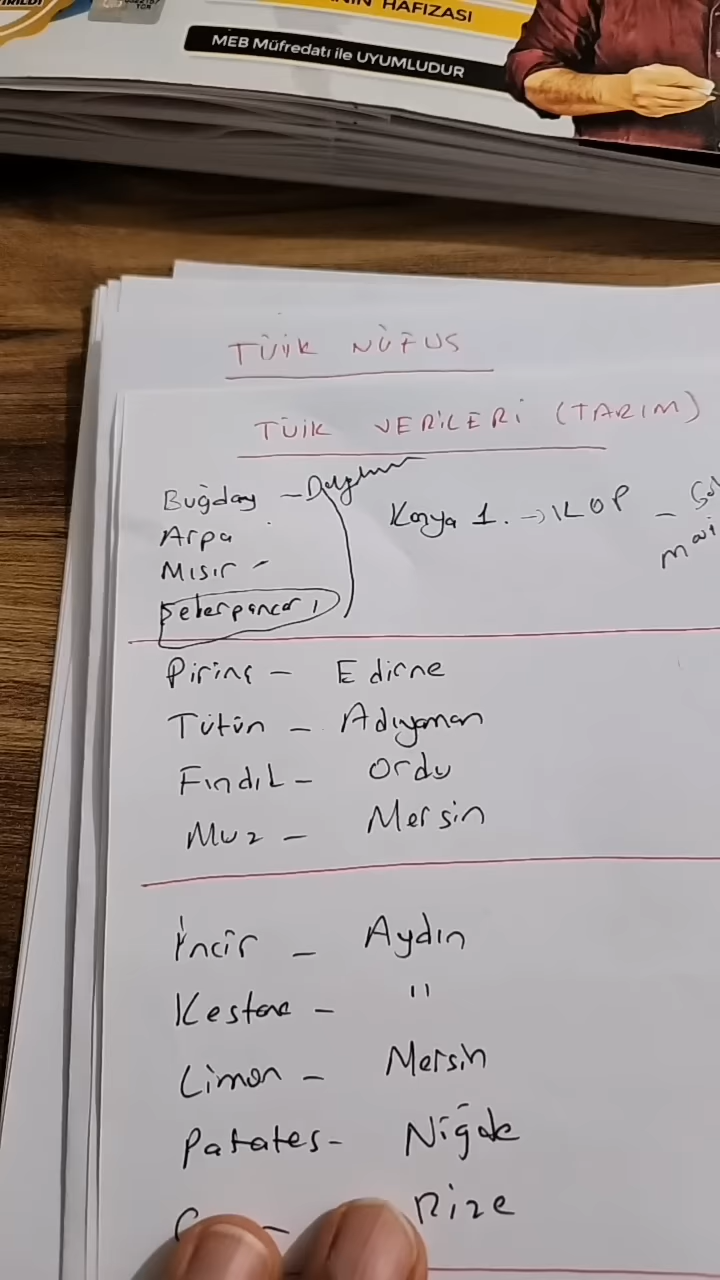 HAFIZASI
MEB Müfredatı ile UYUMLUDUR
TÜİK NÜFUS
TÜİK VERİLERİ (TARIM)
Buğday -
Konya 1. → KOP -
Arpa
Mısır -
Şekerpancarı
Pirinç - Edirne
Tütün - Adıyaman
Fındık - Ordu
Muz - Mersin
İncir - Aydın
Kestane - "
Limon - Mersin
Patates - Niğde
Rize